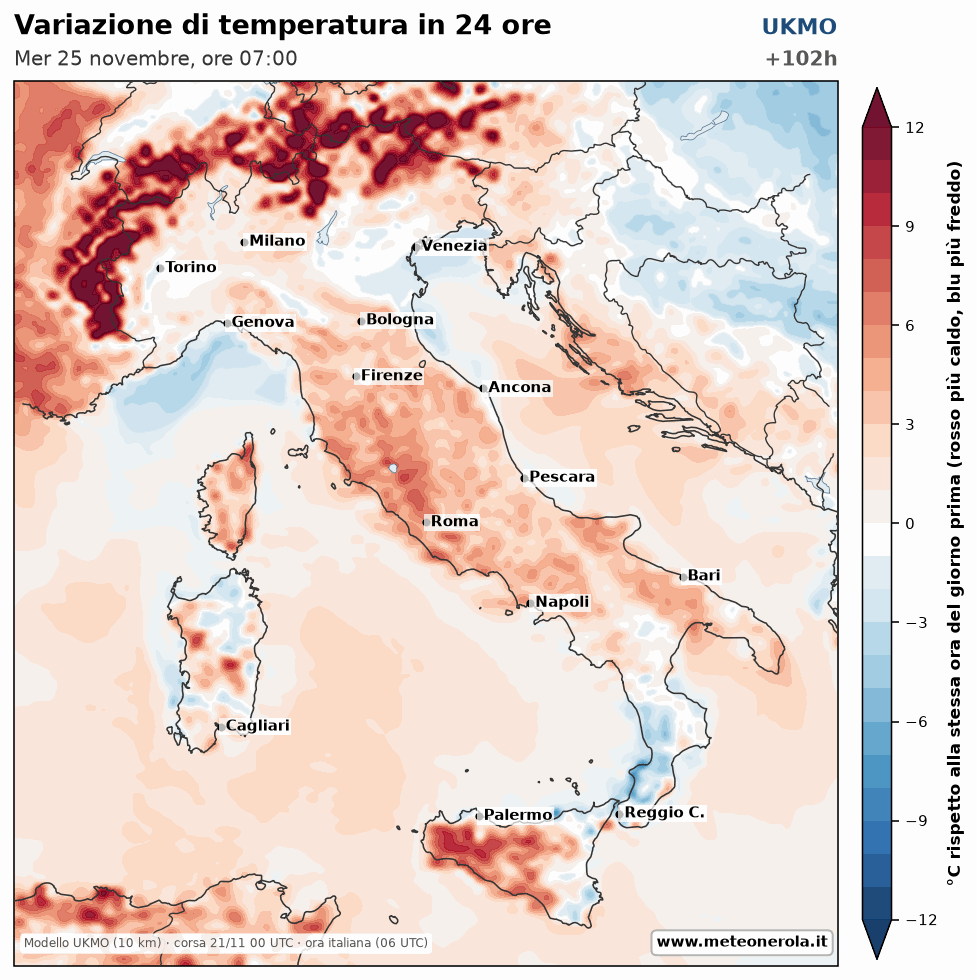 Variazione di temperatura in 24 ore
UKMO
Mer 25 novembre, ore 07:00
+102h
Milano
Venezia
Torino
Genova
Bologna
Firenze
Ancona
Pescara
Roma
Bari
Napoli
Cagliari
Palermo
Reggio C.
12
9
6
3
0
−3
−6
−9
−12
°C rispetto alla stessa ora del giorno prima (rosso più caldo, blu più freddo)
Modello UKMO (10 km) · corsa 21/11 00 UTC · ora italiana (06 UTC)
www.meteonerola.it